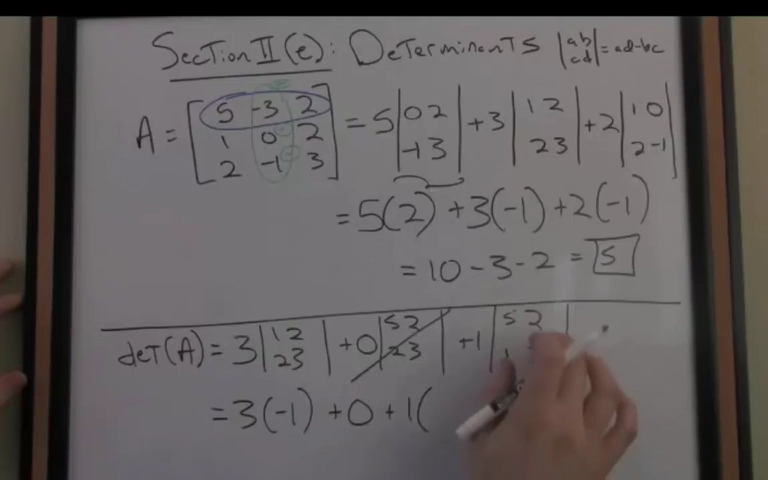 Section II(e): Determinants |ab cd| = ad-bc
A = [5 -3 2 = 5|0 2 | +3 |1 2 | +2 |1 0|
1 0 2 -1 3 2 3 2 -1
2 -1 3]
= 5(2) +3(-1) +2(-1)
= 10 - 3 - 2 = 5
det(A) = 3|1 2 | +0|5 2 | +1|5 2 |
2 3 2 3 1
= 3(-1) +0 +1(